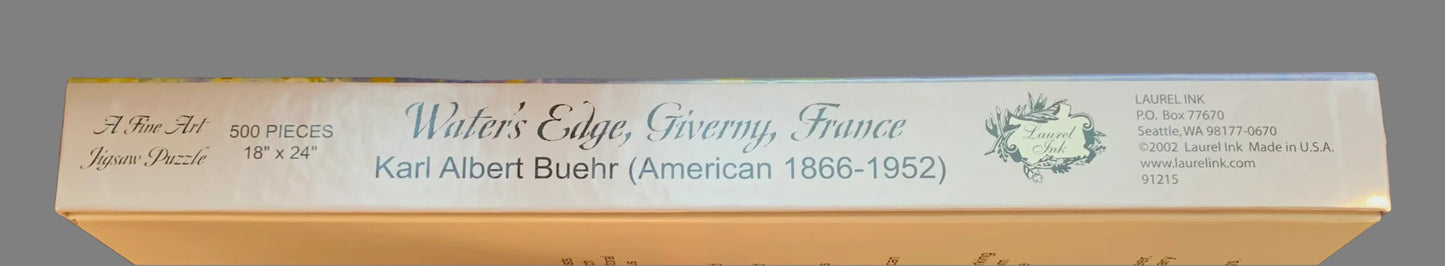 A Fine Art
Jigsaw Puzzle
500 PIECES
18" x 24"
Water's Edge, Giverny, France
Karl Albert Buehr (American 1866-1952)
Laurel
Ink
LAUREL INK
P.O. Box 77670
Seattle, WA 98177-0670
©2002 Laurel Ink Made in U.S.A.
www.laurelink.com
91215